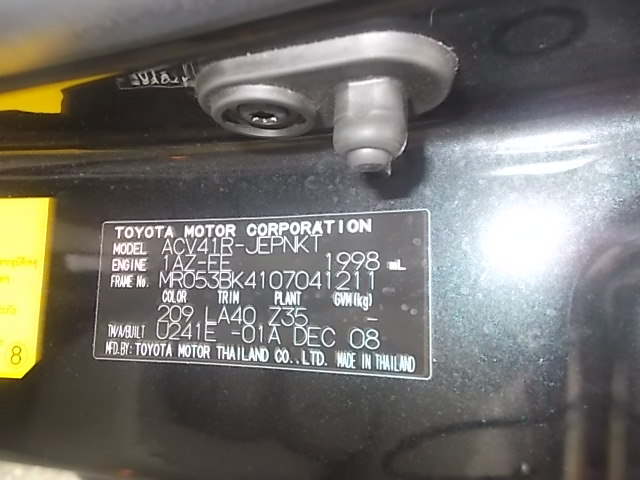 TOYOTA MOTOR CORPORATION
MODEL ACV41R-JEPNKT
ENGINE 1AZ-FE 1998 mL
FRAME No. MR053BK4107041211
COLOR TRIM PLANT GVM(kg)
209 LA40 Z35 -
T/M/A/BUILT U241E -01A DEC 08
MFD.BY: TOYOTA MOTOR THAILAND CO.,LTD. MADE IN THAILAND
8